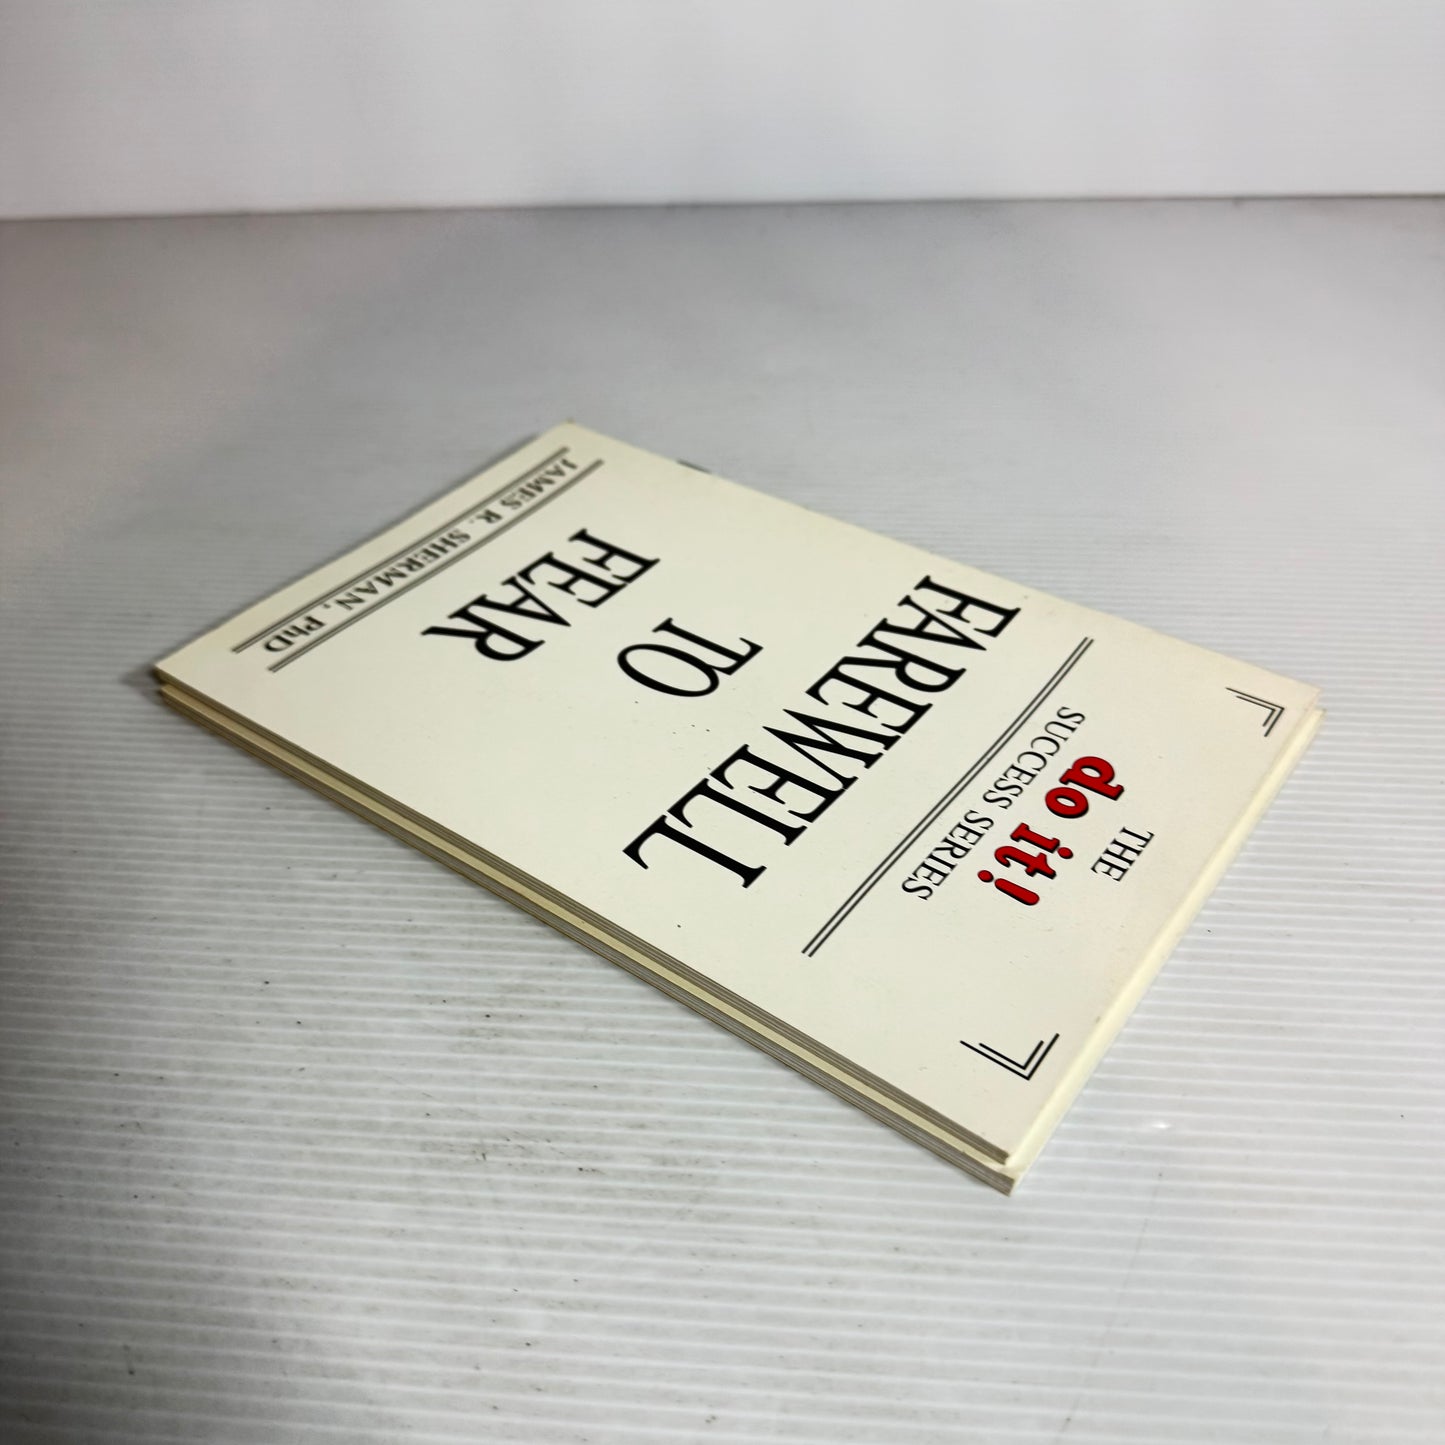 THE
do it!
SUCCESS SERIES
FAREWELL
TO
FEAR
JAMES R. SHERMAN, PhD